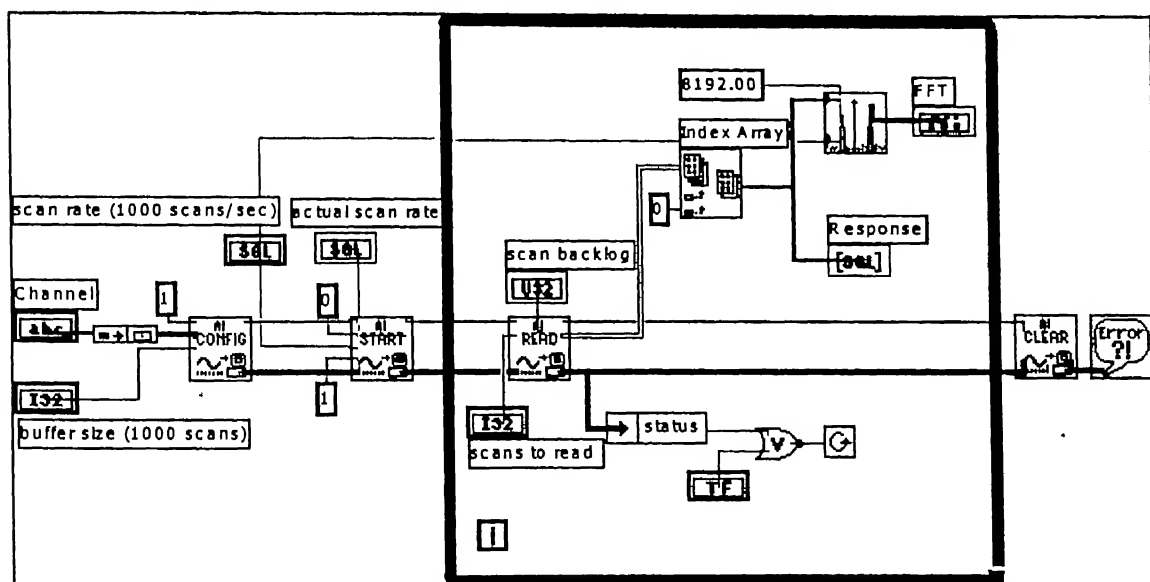 8192.00
FFT
Index Array
0
scan rate (1000 scans/sec)
actual scan rate
SGL
SGL
Response
[SGL]
scan backlog
U32
Channel
abc
1
0
AI CONFIG
AI START
AI READ
AI CLEAR
Error ?!
I32
1
buffer size (1000 scans)
I32
scans to read
status
V
TF
i